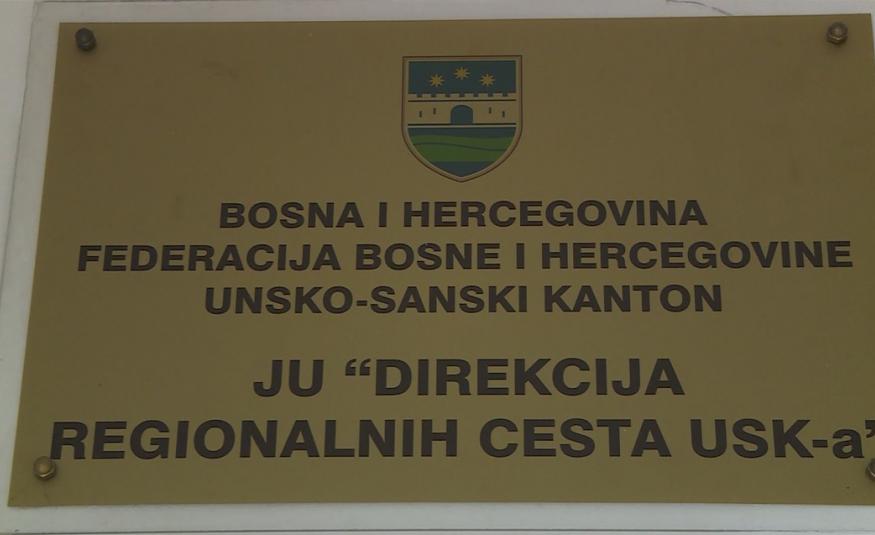 BOSNA I HERCEGOVINA
FEDERACIJA BOSNE I HERCEGOVINE
UNSKO-SANSKI KANTON
JU “DIREKCIJA
REGIONALNIH CESTA USK-a”